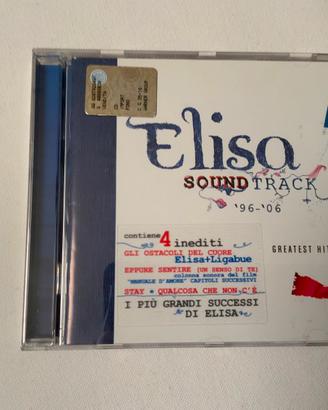 Elisa
SOUNDTRACK
'96-'06
GREATEST HIT
contiene 4 inediti
GLI OSTACOLI DEL CUORE
Elisa+Ligabue
EPPURE SENTIRE (UN SENSO DI TE)
colonna sonora del film
"MANUALE D'AMORE" CAPITOLI SUCCESSIVI
STAY * QUALCOSA CHE NON C'È
I PIÙ GRANDI SUCCESSI
DI ELISA